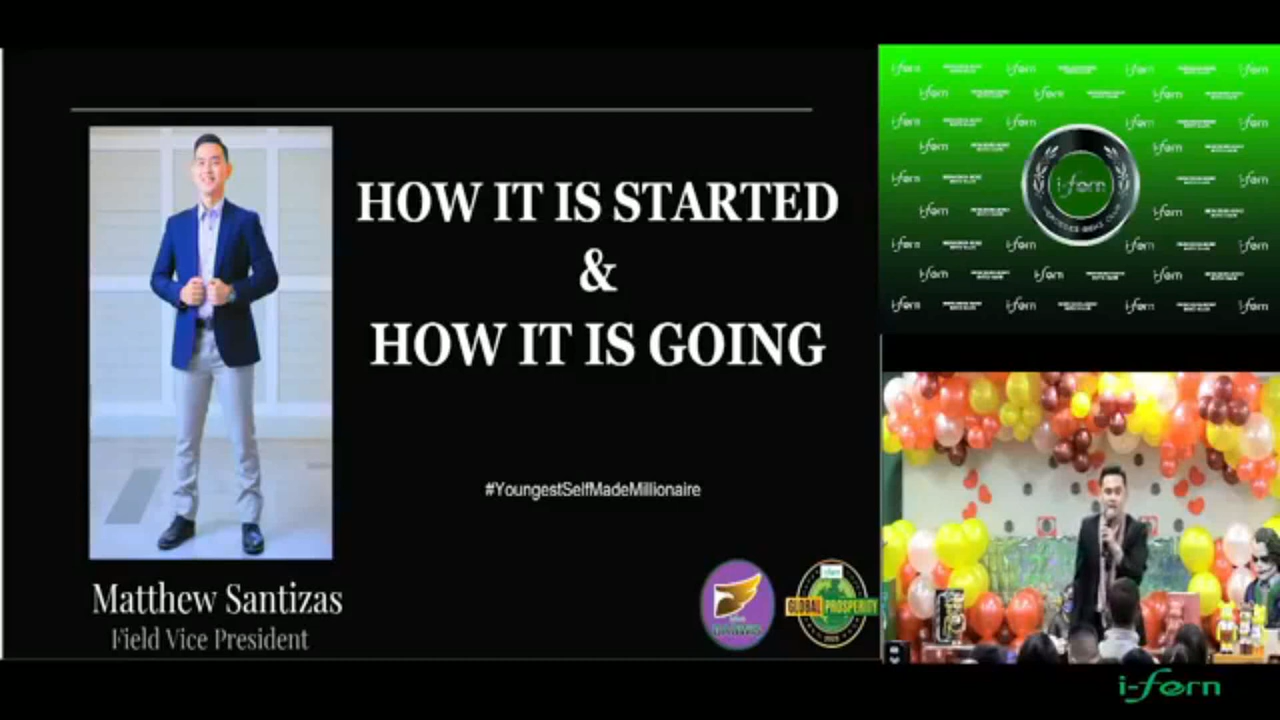 HOW IT IS STARTED
&
HOW IT IS GOING
#YoungestSelfMadeMillionaire
Matthew Santizas
Field Vice President
GLOBAL PROSPERITY
i-fern
i-fern